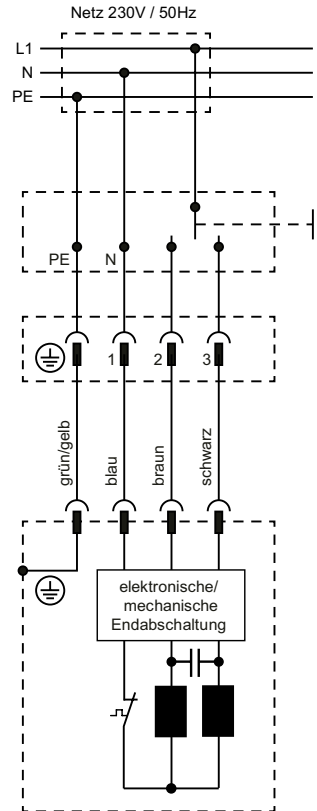 Netz 230V / 50Hz
L1
N
PE
PE N
1 2 3
grün/gelb
blau
braun
schwarz
elektronische/
mechanische
Endabschaltung